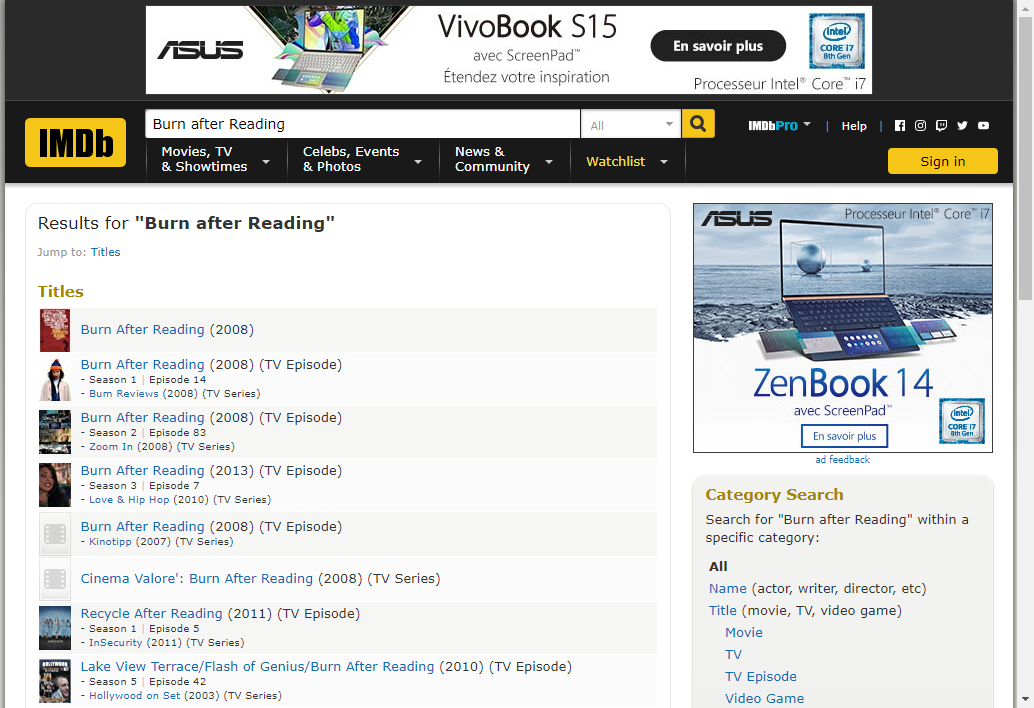 ASUS
VivoBook S15
avec ScreenPad™
Étendez votre inspiration
En savoir plus
intel
CORE i7
8th Gen
Processeur Intel® Core™ i7
IMDb
Burn after Reading
All
IMDbPro
|
Help
|
Movies, TV
& Showtimes
Celebs, Events
& Photos
News &
Community
Watchlist
Sign in
Results for "Burn after Reading"
Jump to: Titles
Titles
Burn After Reading (2008)
Burn After Reading (2008) (TV Episode)
- Season 1 | Episode 14
- Bum Reviews (2008) (TV Series)
Burn After Reading (2008) (TV Episode)
- Season 2 | Episode 83
- Zoom In (2008) (TV Series)
Burn After Reading (2013) (TV Episode)
- Season 3 | Episode 7
- Love & Hip Hop (2010) (TV Series)
Burn After Reading (2008) (TV Episode)
- Kinotipp (2007) (TV Series)
Cinema Valore': Burn After Reading (2008) (TV Series)
Recycle After Reading (2011) (TV Episode)
- Season 1 | Episode 5
- InSecurity (2011) (TV Series)
Lake View Terrace/Flash of Genius/Burn After Reading (2010) (TV Episode)
- Season 5 | Episode 42
- Hollywood on Set (2003) (TV Series)
ASUS
Processeur Intel® Core™ i7
ZenBook 14
avec ScreenPad™
En savoir plus
intel
CORE i7
8th Gen
ad feedback
Category Search
Search for "Burn after Reading" within a
specific category:
All
Name (actor, writer, director, etc)
Title (movie, TV, video game)
Movie
TV
TV Episode
Video Game